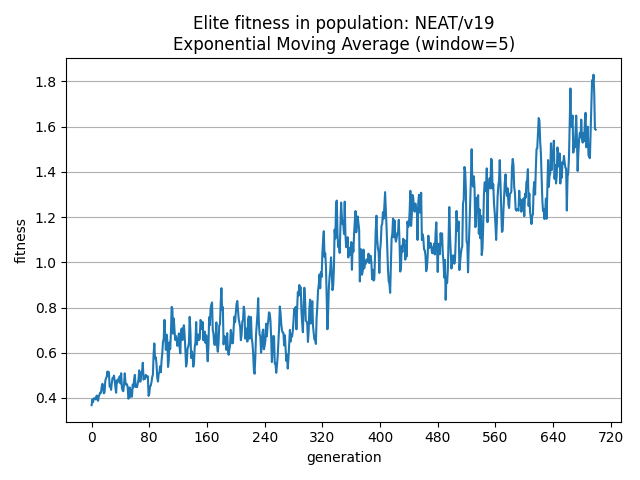 Elite fitness in population: NEAT/v19
Exponential Moving Average (window=5)
fitness
1.8
1.6
1.4
1.2
1.0
0.8
0.6
0.4
0 80 160 240 320 400 480 560 640 720
generation